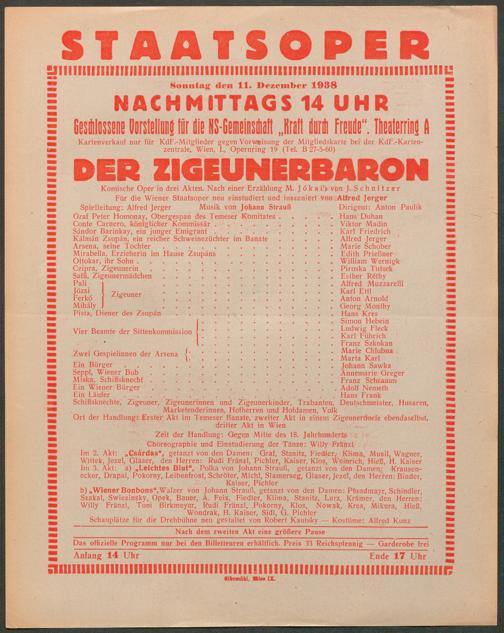 STAATSOPER
Sonntag den 11. Dezember 1938
NACHMITTAGS 14 UHR
Geschlossene Vorstellung für die NS-Gemeinschaft „Kraft durch Freude“, Theaterring A
Kartenverkauf nur für KdF.-Mitglieder gegen Vorweisung der Mitgliedskarte bei der KdF.-Karten-
zentrale, Wien, I., Opernring 19 (Tel. B 27-5-60)
DER ZIGEUNERBARON
Komische Oper in drei Akten. Nach einer Erzählung M. Jókais von J. Schnitzer
Für die Wiener Staatsoper neu einstudiert und inszeniert von Alfred Jerger
Spielleitung: Alfred Jerger Musik von Johann Strauß Dirigent: Anton Paulik
Graf Peter Homonay, Obergespan des Temeser Komitates Hans Duhan
Conte Carnero, königlicher Kommissär Viktor Madin
Sándor Barinkay, ein junger Emigrant Karl Friedrich
Kálmán Zsupán, ein reicher Schweinezüchter im Banate Alfred Jerger
Arsena, seine Tochter Marie Schober
Mirabella, Erzieherin im Hause Zsupáns Edith Prießner
Ottokar, ihr Sohn William Wernigk
Czipra, Zigeunerin Piroska Tutsek
Saffi, Zigeunermädchen Esther Réthy
Pali Alfred Muzzarelli
Józsi Karl Ettl
Ferkó Zigeuner Anton Arnold
Mihály Georg Monthy
Pista, Diener des Zsupán Hans Kres
Simon Hebein
Vier Beamte der Sittenkommission Ludwig Fleck
Karl Führich
Franz Szkokan
Zwei Gespielinnen der Arsena Marie Chlubna
Marta Karl
Ein Bürger Johann Sawka
Seppl, Wiener Bub Annemarie Greger
Miska, Schiffsknecht Franz Schramm
Ein Wiener Bürger Adolf Nemeth
Ein Läufer Hans Frank
Schiffsknechte, Zigeuner, Zigeunerinnen und Zigeunerkinder, Trabanten, Deutschmeister, Husaren,
Marketenderinnen, Hofherren und Hofdamen, Volk
Ort der Handlung: Erster Akt im Temeser Banate, zweiter Akt in einem Zigeunerdorfe ebendaselbst,
dritter Akt in Wien
Zeit der Handlung: Gegen Mitte des 18. Jahrhunderts
Choreographie und Einstudierung der Tänze: Willy Fränzl
Im 2. Akt: „Csárdás“, getanzt von den Damen: Graf, Stanitz, Fiedler, Klima, Musil, Wagner,
Wittek, Jezel, Glaser, den Herren: Rudi Fränzl, Pichler, Kaiser, Klos, Weinrich, Hieß, H. Kaiser
Im 3. Akt: a) „Leichtes Blut“, Polka von Johann Strauß, getanzt von den Damen: Krausen-
ecker, Drapal, Pokorny, Leibenfrost, Schröter, Michl, Stamerseg, Glaser, Jezel, den Herren: Binder,
Kaiser, Pichler
b) „Wiener Bonbons“, Walzer von Johann Strauß, getanzt von den Damen: Pfundmayr, Schindler,
Szakal, Swiezinsky, Opek, Bauer, A. Feix, Fiedler, Klima, Stanitz, Lurz, Krämer, den Herren:
Willy Fränzl, Toni Birkmeyer, Rudi Fränzl, Pokorny, Klos, Nowak, Krea, Mikura, Hieß,
Wondrak, H. Kaiser, Sidl, G. Pichler
Schauplätze für die Drehbühne neu gestaltet von Robert Kautsky — Kostüme: Alfred Kunz
Nach dem zweiten Akt eine größere Pause
Das offizielle Programm nur bei den Billetteuren erhältlich. Preis 33 Reichspfennig — Garderobe frei
Anfang 14 Uhr Ende 17 Uhr
Elbemühl, Wien IX.